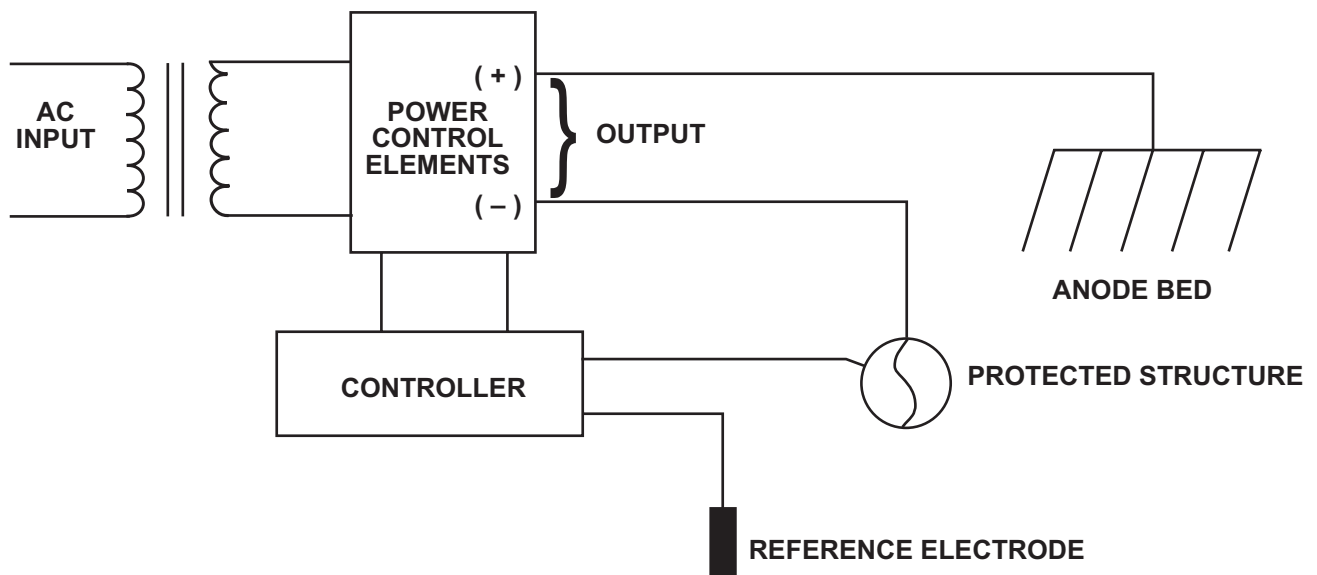 AC
INPUT
POWER
CONTROL
ELEMENTS
( + )
( – )
OUTPUT
ANODE BED
CONTROLLER
PROTECTED STRUCTURE
REFERENCE ELECTRODE